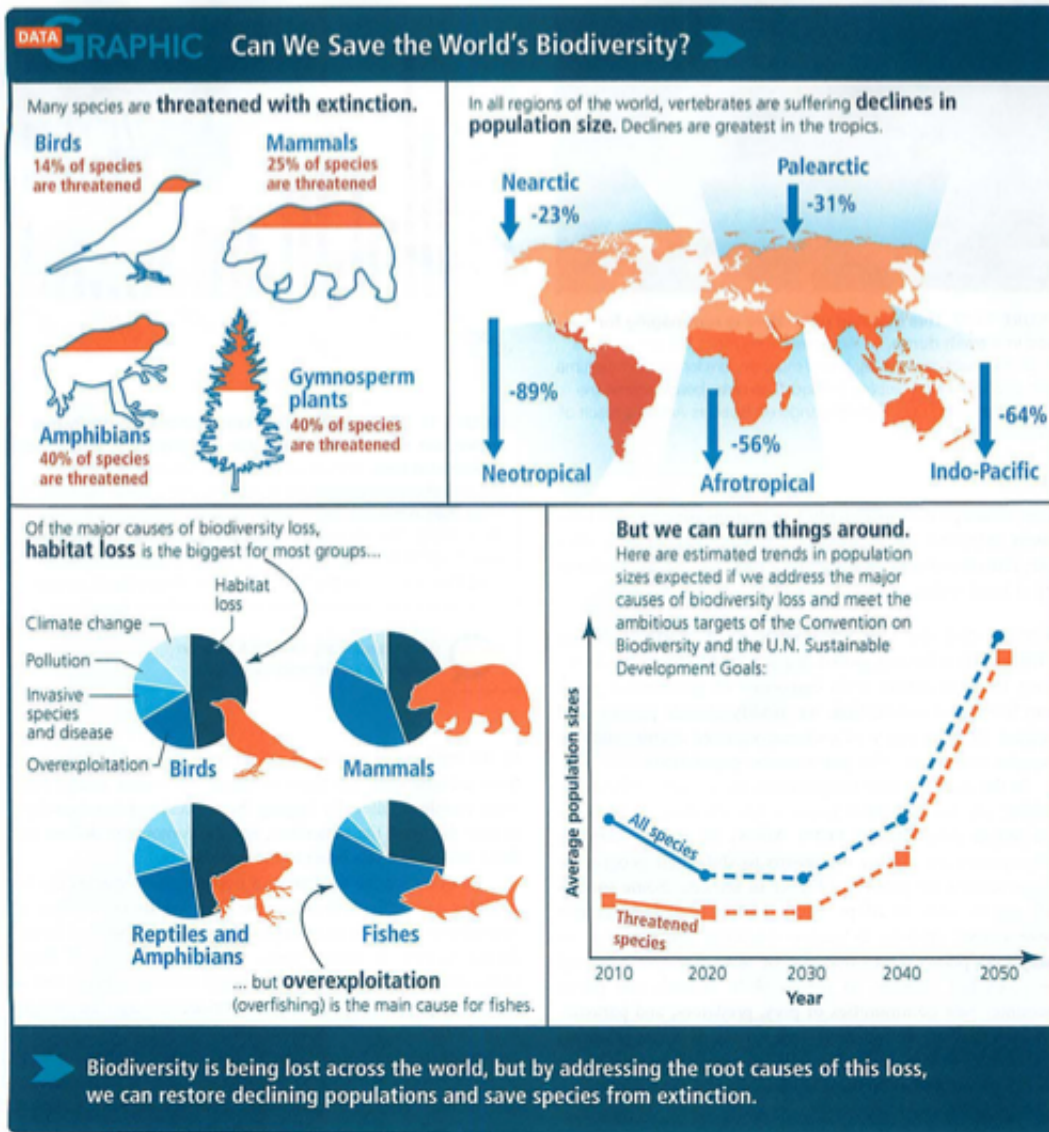 DATA GRAPHIC Can We Save the World's Biodiversity?
Many species are threatened with extinction.
Birds
14% of species
are threatened
Mammals
25% of species
are threatened
Amphibians
40% of species
are threatened
Gymnosperm
plants
40% of species
are threatened
In all regions of the world, vertebrates are suffering declines in
population size. Declines are greatest in the tropics.
Nearctic
-23%
Palearctic
-31%
-89%
Neotropical
-56%
Afrotropical
-64%
Indo-Pacific
Of the major causes of biodiversity loss,
habitat loss is the biggest for most groups...
Habitat
loss
Climate change
Pollution
Invasive
species
and disease
Overexploitation
Birds
Mammals
Reptiles and
Amphibians
Fishes
... but overexploitation
(overfishing) is the main cause for fishes.
But we can turn things around.
Here are estimated trends in population
sizes expected if we address the major
causes of biodiversity loss and meet the
ambitious targets of the Convention on
Biodiversity and the U.N. Sustainable
Development Goals:
Average population sizes
All species
Threatened
species
2010 2020 2030 2040 2050
Year
Biodiversity is being lost across the world, but by addressing the root causes of this loss,
we can restore declining populations and save species from extinction.